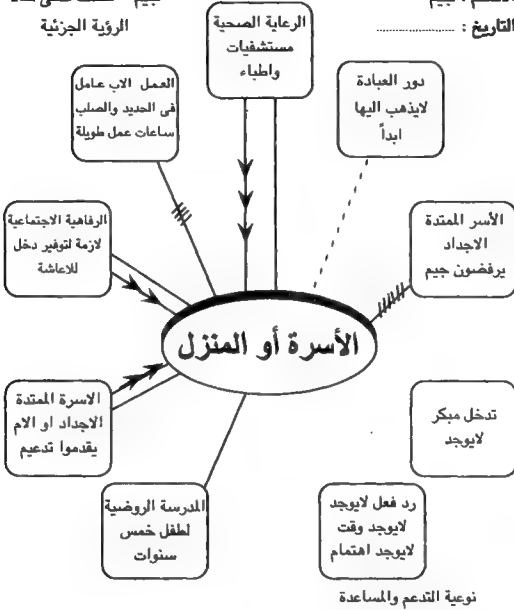 الرؤية الجزئية
التاريخ : ....................
الرعاية الصحية
مستشفيات
واطباء
العمل الاب عامل
فى الحديد والصلب
ساعات عمل طويلة
دور العبادة
لايذهب اليها
ابداً
الرفاهية الاجتماعية
لازمة لتوفير دخل
للاعاشة
الأسر الممتدة
الاجداد
يرفضون جيم
الأسرة أو المنزل
الاسرة الممتدة
الاجداد او الام
يقدموا تدعيم
تدخل مبكر
لايوجد
المدرسة الروضية
لطفل خمس
سنوات
رد فعل لايوجد
لايوجد وقت
لايوجد اهتمام
نوعية التدعم والمساعدة